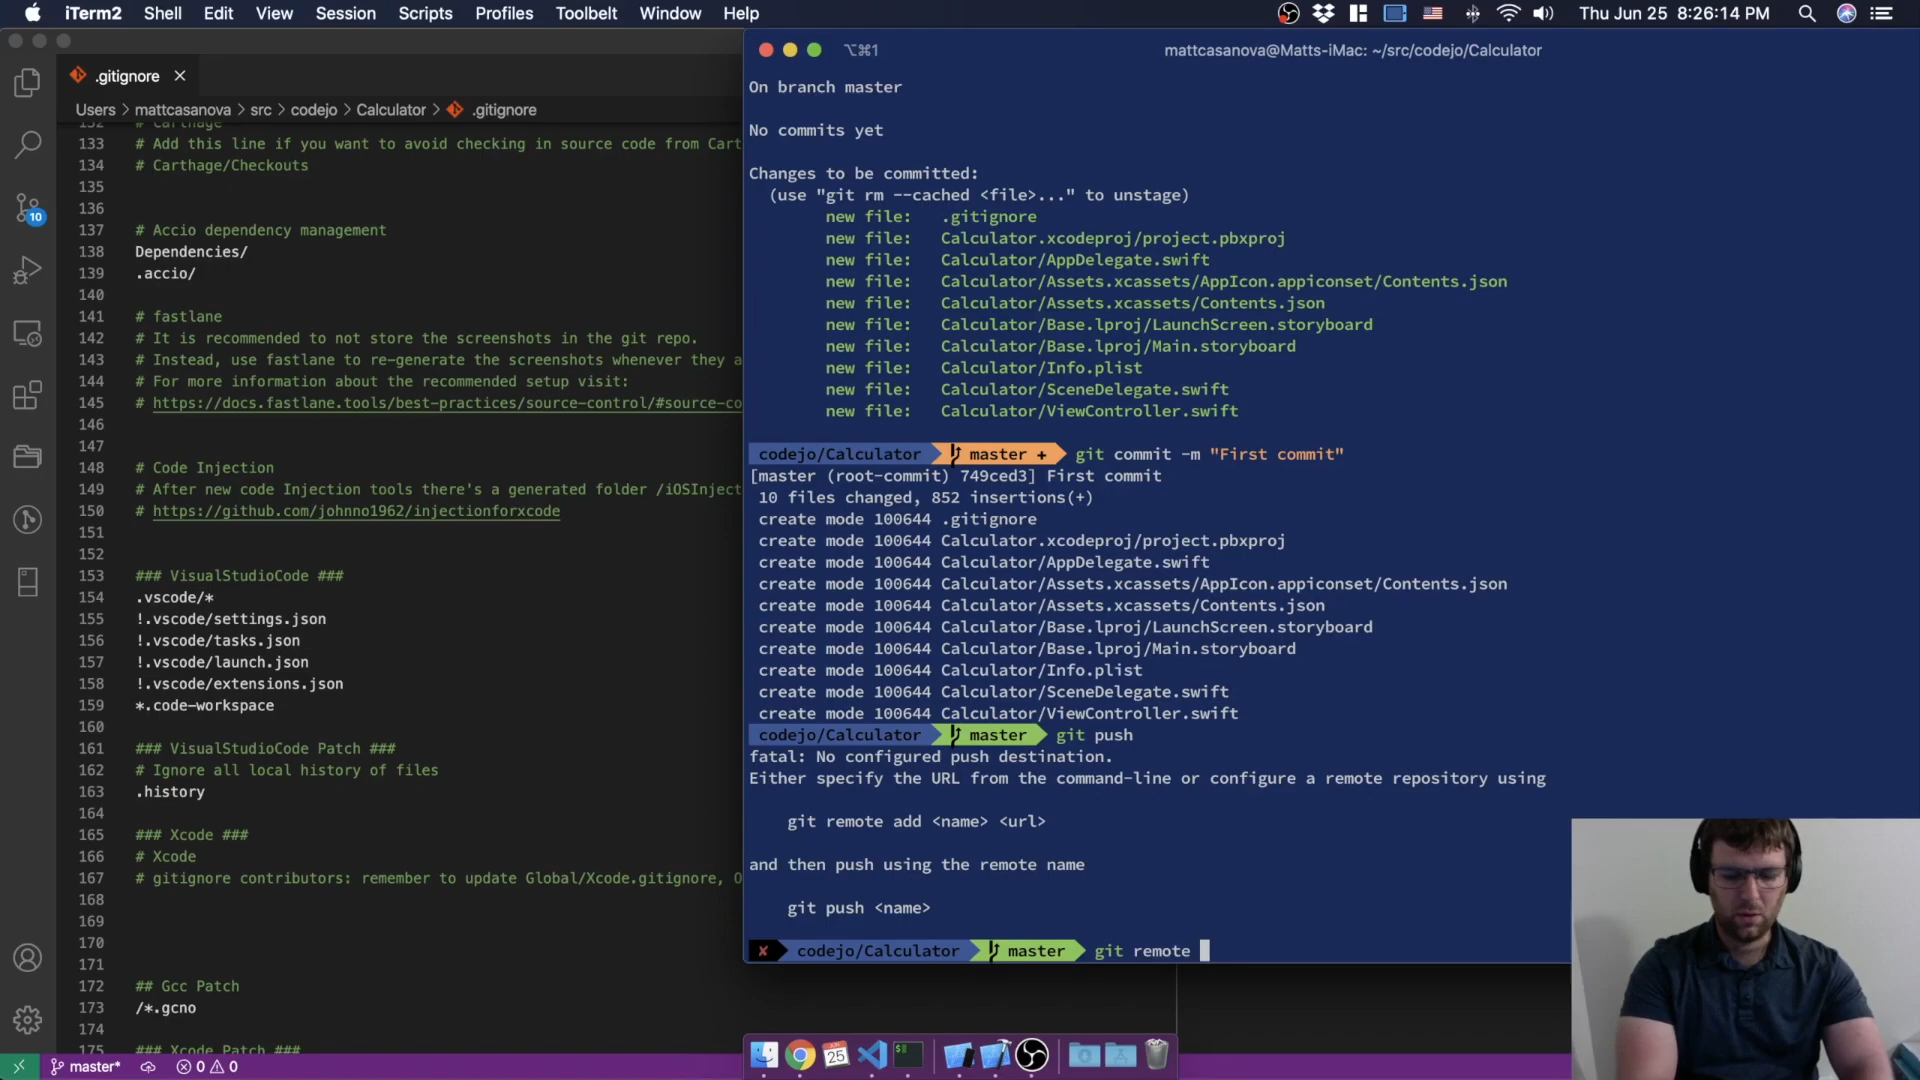 iTerm2 Shell Edit View Session Scripts Profiles Toolbelt Window Help
Thu Jun 25 8:26:14 PM
.gitignore
Users > mattcasanova > src > codejo > Calculator > .gitignore
132 # Carthage
133 # Add this line if you want to avoid checking in source code from Cart
134 # Carthage/Checkouts
135
136
137 # Accio dependency management
138 Dependencies/
139 .accio/
140
141 # fastlane
142 # It is recommended to not store the screenshots in the git repo.
143 # Instead, use fastlane to re-generate the screenshots whenever they a
144 # For more information about the recommended setup visit:
145 # https://docs.fastlane.tools/best-practices/source-control/#source-co
146
147
148 # Code Injection
149 # After new code Injection tools there's a generated folder /iOSInject
150 # https://github.com/johnno1962/injectionforxcode
151
152
153 ### VisualStudioCode ###
154 .vscode/*
155 !.vscode/settings.json
156 !.vscode/tasks.json
157 !.vscode/launch.json
158 !.vscode/extensions.json
159 *.code-workspace
160
161 ### VisualStudioCode Patch ###
162 # Ignore all local history of files
163 .history
164
165 ### Xcode ###
166 # Xcode
167 # gitignore contributors: remember to update Global/Xcode.gitignore, O
168
169
170
171
172 ## Gcc Patch
173 /*.gcno
174
175 ### Xcode Patch ###
10
master* 0 0
⌥⌘1
mattcasanova@Matts-iMac: ~/src/codejo/Calculator
On branch master
No commits yet
Changes to be committed:
(use "git rm --cached <file>..." to unstage)
new file: .gitignore
new file: Calculator.xcodeproj/project.pbxproj
new file: Calculator/AppDelegate.swift
new file: Calculator/Assets.xcassets/AppIcon.appiconset/Contents.json
new file: Calculator/Assets.xcassets/Contents.json
new file: Calculator/Base.lproj/LaunchScreen.storyboard
new file: Calculator/Base.lproj/Main.storyboard
new file: Calculator/Info.plist
new file: Calculator/SceneDelegate.swift
new file: Calculator/ViewController.swift
codejo/Calculator master + git commit -m "First commit"
[master (root-commit) 749ced3] First commit
10 files changed, 852 insertions(+)
create mode 100644 .gitignore
create mode 100644 Calculator.xcodeproj/project.pbxproj
create mode 100644 Calculator/AppDelegate.swift
create mode 100644 Calculator/Assets.xcassets/AppIcon.appiconset/Contents.json
create mode 100644 Calculator/Assets.xcassets/Contents.json
create mode 100644 Calculator/Base.lproj/LaunchScreen.storyboard
create mode 100644 Calculator/Base.lproj/Main.storyboard
create mode 100644 Calculator/Info.plist
create mode 100644 Calculator/SceneDelegate.swift
create mode 100644 Calculator/ViewController.swift
codejo/Calculator master git push
fatal: No configured push destination.
Either specify the URL from the command-line or configure a remote repository using
git remote add <name> <url>
and then push using the remote name
git push <name>
✘ codejo/Calculator master git remote
JUN
25